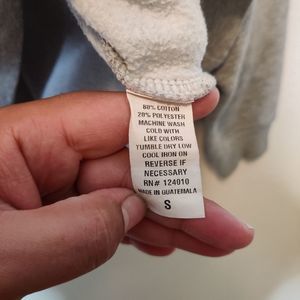 80% COTTON
20% POLYESTER
MACHINE WASH
COLD WITH
LIKE COLORS
TUMBLE DRY LOW
COOL IRON ON
REVERSE IF
NECESSARY
RN# 124010
MADE IN GUATEMALA
S